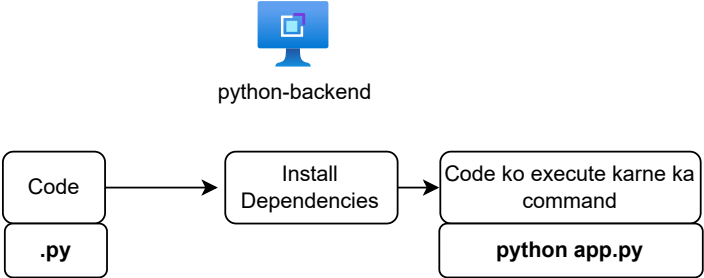 python-backend
Code
.py
Install
Dependencies
Code ko execute karne ka
command
python app.py